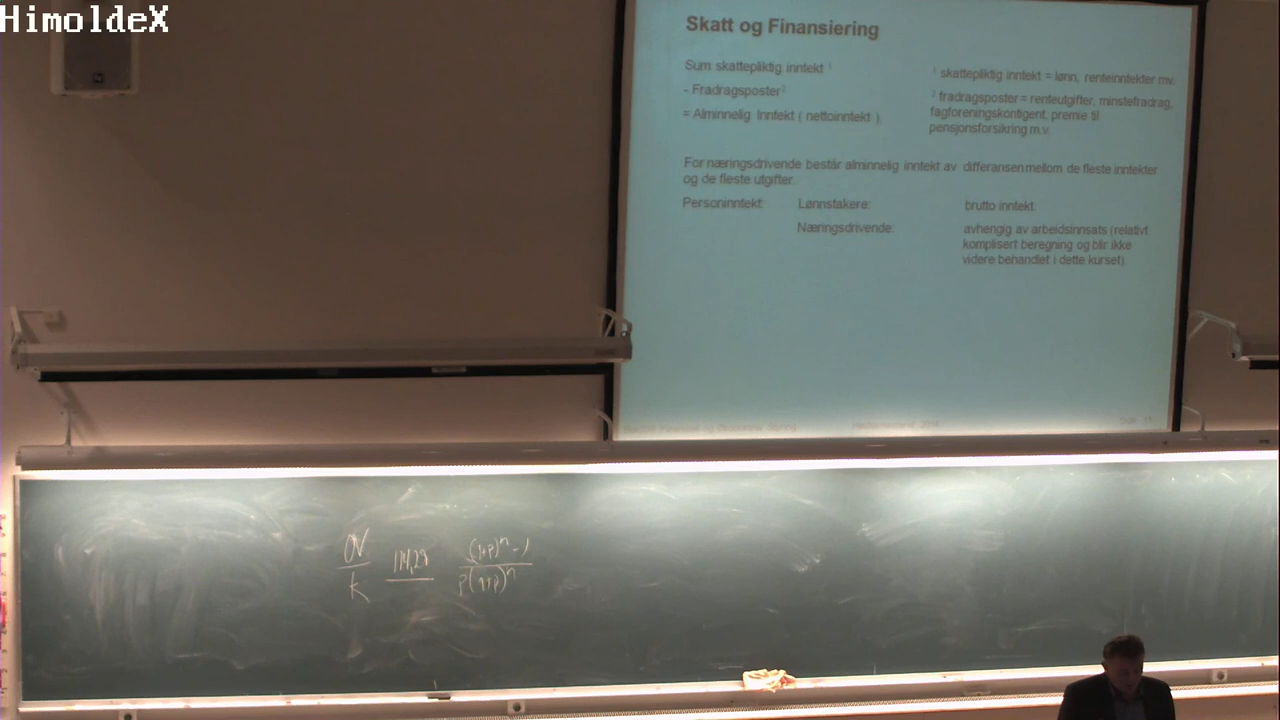 HimoldeX
Skatt og Finansiering
Sum skattepliktig inntekt ¹
- Fradragsposter²
= Alminnelig Inntekt ( nettoinntekt )
¹ skattepliktig inntekt = lønn, renteinntekter mv.
² fradragsposter = renteutgifter, minstefradrag,
fagforeningskontigent, premie til
pensjonsforsikring m.v.
For næringsdrivende består alminnelig inntekt av differansen mellom de fleste inntekter
og de fleste utgifter.
Personinntekt: Lønnstakere: brutto inntekt.
Næringsdrivende: avhengig av arbeidsinnsats (relativt
komplisert beregning og blir ikke
videre behandlet i dette kurset).
(1+p)ⁿ - 1
k
p(1+p)ⁿ